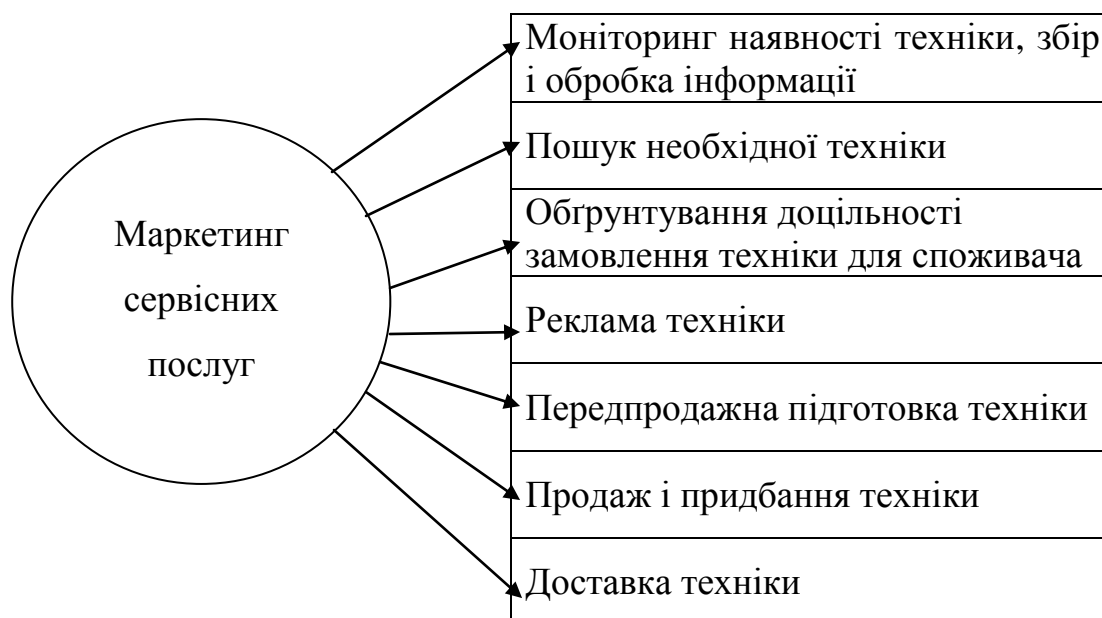 Маркетинг
сервісних
послуг
Моніторинг наявності техніки, збір
і обробка інформації
Пошук необхідної техніки
Обґрунтування доцільності
замовлення техніки для споживача
Реклама техніки
Передпродажна підготовка техніки
Продаж і придбання техніки
Доставка техніки